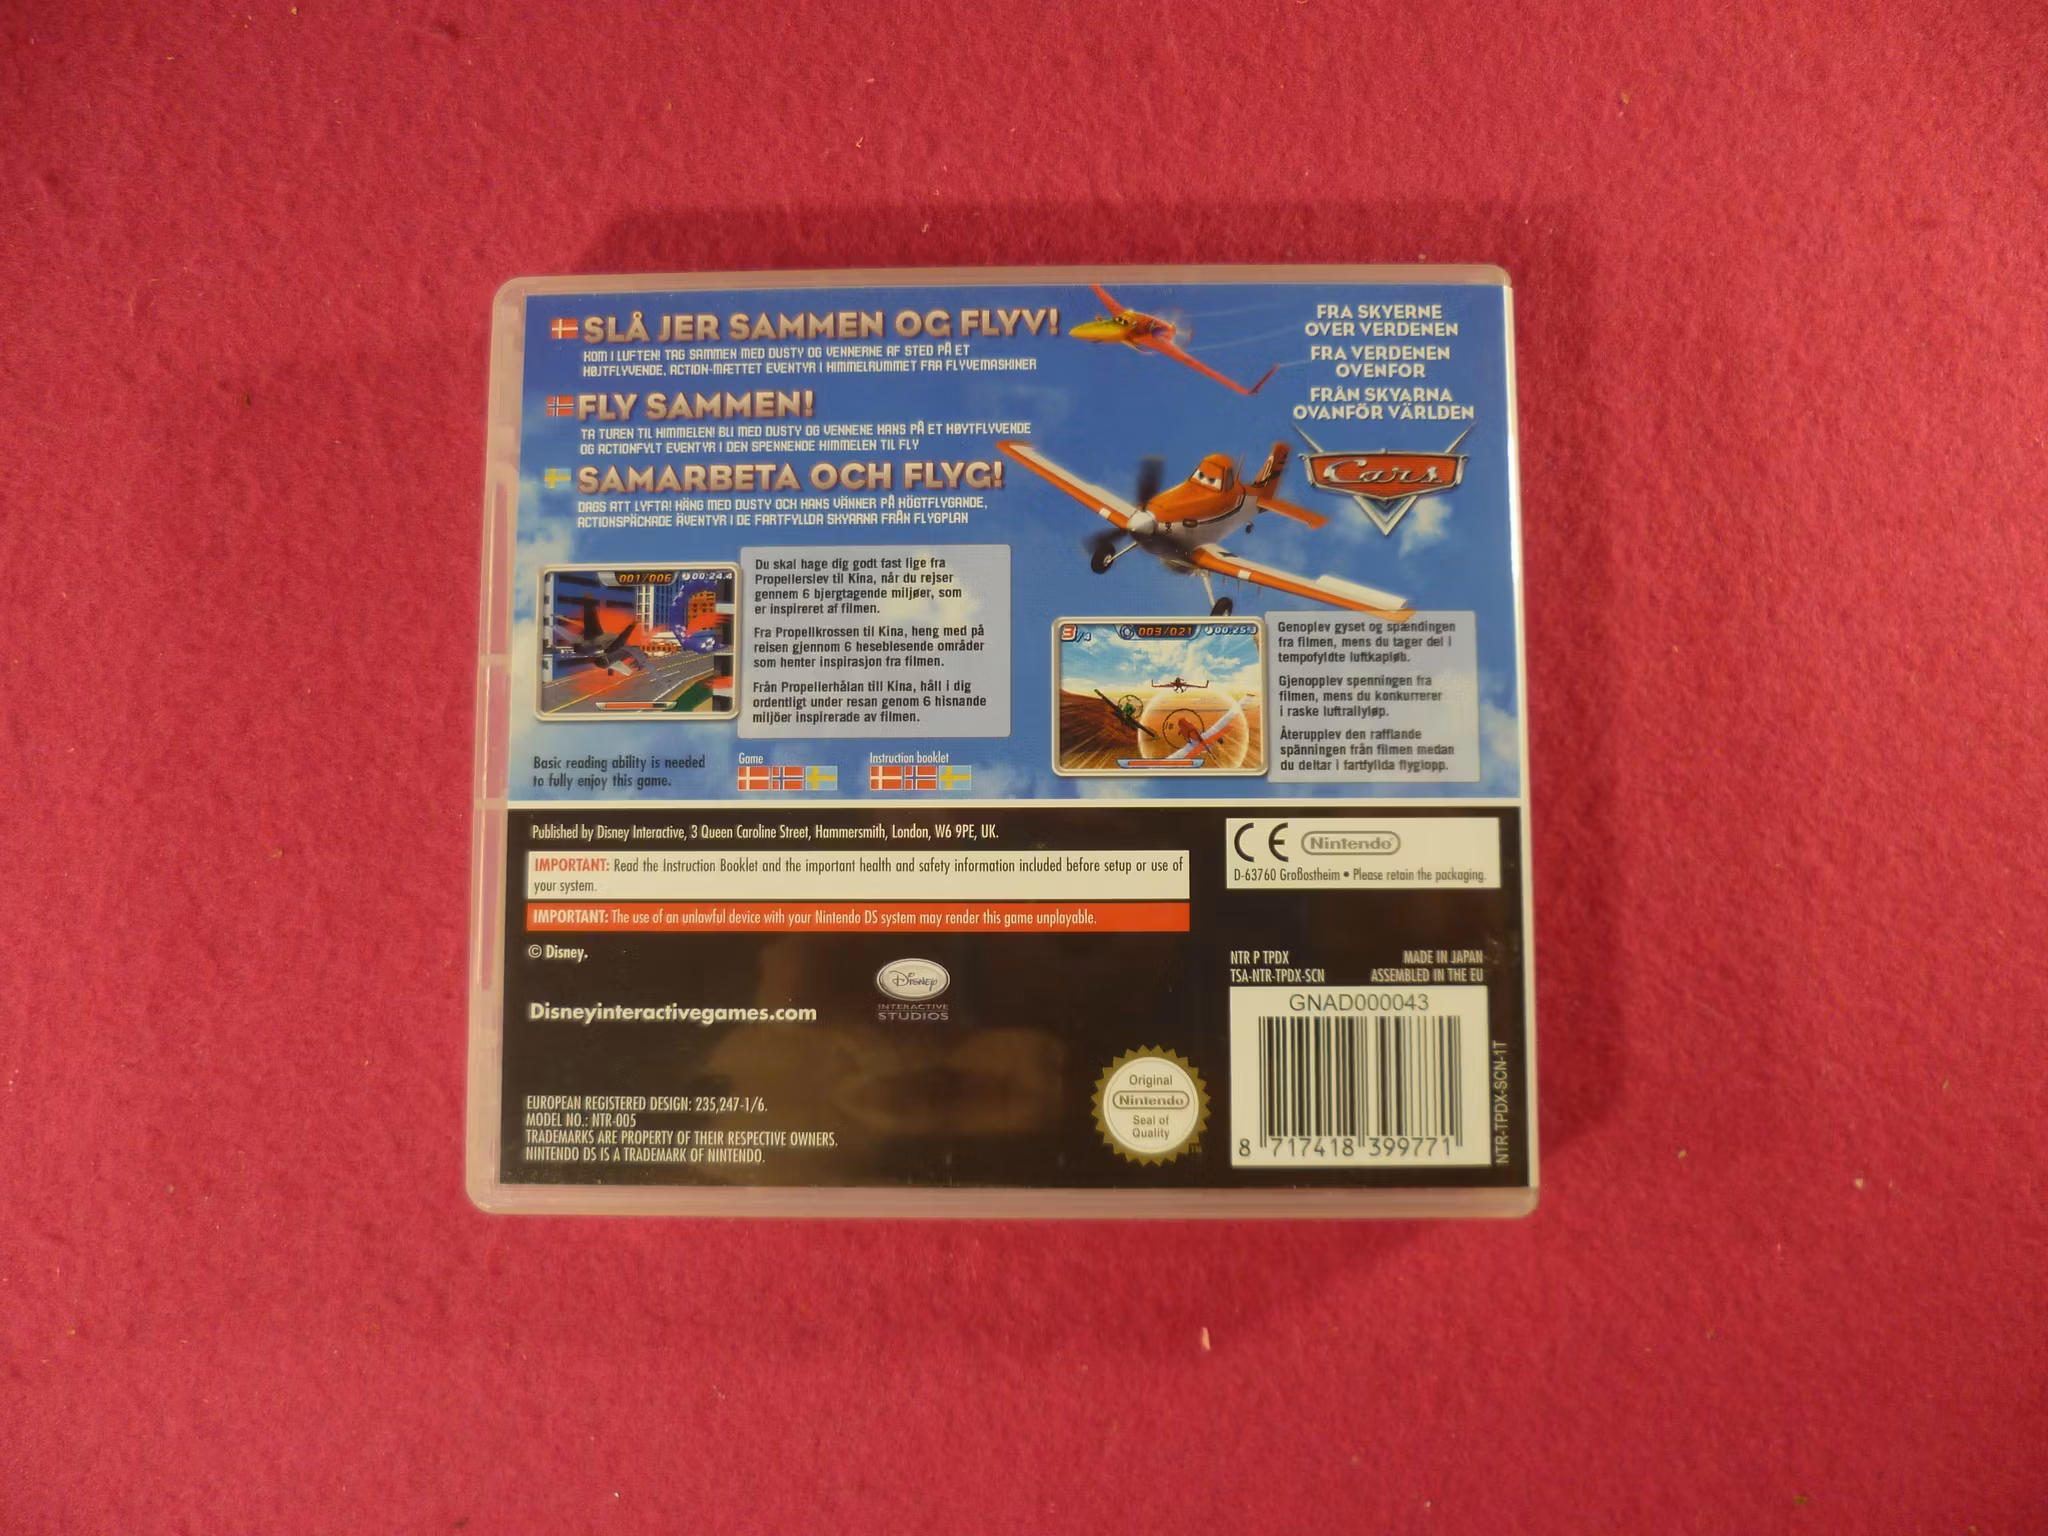 SLÅ JER SAMMEN OG FLYV!
KOM I LUFTEN! TAG SAMMEN MED DUSTY OG VENNERNE AF STED PÅ ET
HØJTFLYVENDE, ACTION-MÆTTET EVENTYR I HIMMELRUMMET FRA FLYVEMASKINER
FLY SAMMEN!
TA TUREN TIL HIMMELEN! BLI MED DUSTY OG VENNENE HANS PÅ ET HØYTFLYVENDE
OG ACTIONFYLT EVENTYR I DEN SPENNENDE HIMMELEN TIL FLY
SAMARBETA OCH FLYG!
DAGS ATT LYFTA! HÄNG MED DUSTY OCH HANS VÄNNER PÅ HÖGTFLYGANDE,
ACTIONSPÄCKADE ÄVENTYR I DE FARTFYLLDA SKYARNA FRÅN FLYGPLAN
FRA SKYERNE
OVER VERDENEN
FRA VERDENEN
OVENFOR
FRÅN SKYARNA
OVANFÖR VÄRLDEN
Cars
001/006 00:24.4
Du skal hage dig godt fast lige fra
Propellerslev til Kina, når du rejser
gennem 6 bjergtagende miljøer, som
er inspireret af filmen.
Fra Propellkrossen til Kina, heng med på
reisen gjennom 6 heseblesende områder
som henter inspirasjon fra filmen.
Från Propellerhålan till Kina, håll i dig
ordentligt under resan genom 6 hisnande
miljöer inspirerade av filmen.
3/4 003/021 00:25.3
Genoplev gyset og spændingen
fra filmen, mens du tager del i
tempofyldte luftkapløb.
Gjenopplev spenningen fra
filmen, mens du konkurrerer
i raske luftrallyløp.
Återupplev den rafflande
spänningen från filmen medan
du deltar i fartfyllda flyglopp.
Basic reading ability is needed
to fully enjoy this game.
Game
Instruction booklet
Published by Disney Interactive, 3 Queen Caroline Street, Hammersmith, London, W6 9PE, UK.
IMPORTANT: Read the Instruction Booklet and the important health and safety information included before setup or use of
your system.
IMPORTANT: The use of an unlawful device with your Nintendo DS system may render this game unplayable.
© Disney.
Disneyinteractivegames.com
Disney
INTERACTIVE
STUDIOS
EUROPEAN REGISTERED DESIGN: 235,247-1/6.
MODEL NO.: NTR-005
TRADEMARKS ARE PROPERTY OF THEIR RESPECTIVE OWNERS.
NINTENDO DS IS A TRADEMARK OF NINTENDO.
Original
Nintendo
Seal of
Quality
TM
CE Nintendo
D-63760 Großostheim • Please retain the packaging.
NTR P TPDX MADE IN JAPAN
TSA-NTR-TPDX-SCN ASSEMBLED IN THE EU
GNAD000043
8 717418 399771
NTR-TPDX-SCN-1T